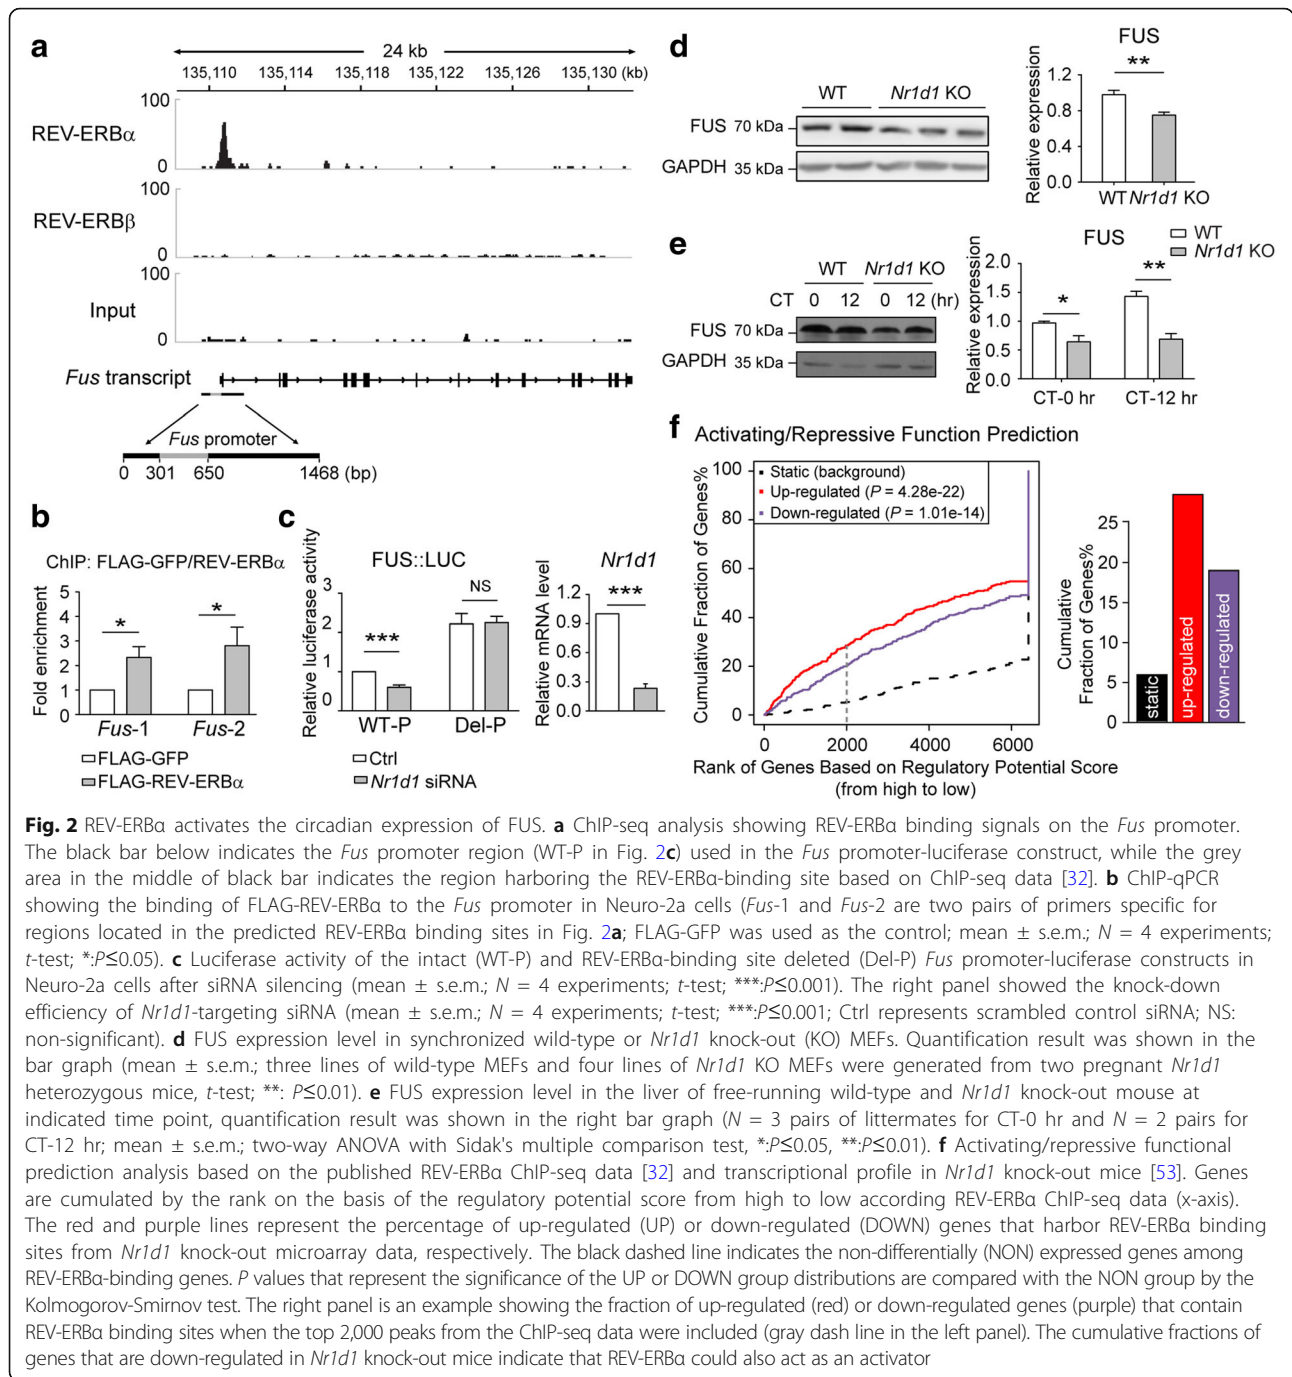 a
24 kb
135,110 135,114 135,118 135,122 135,126 135,130 (kb)
100
REV-ERBα
0
100
REV-ERBβ
0
100
Input
0
Fus transcript
Fus promoter
0 301 650 1468 (bp)
b
ChIP: FLAG-GFP/REV-ERBα
Fold enrichment
5
4
3
2
1
0
* *
Fus-1 Fus-2
FLAG-GFP
FLAG-REV-ERBα
c
FUS::LUC
Relative luciferase activity
3
2
1
0
***
NS
WT-P Del-P
Ctrl
Nr1d1 siRNA
Nr1d1
Relative mRNA level
1.2
0.9
0.6
0.3
0.0
***
d
WT Nr1d1 KO
FUS 70 kDa
GAPDH 35 kDa
FUS
Relative expression
1.2
0.8
0.4
0.0
**
WT Nr1d1 KO
e
WT Nr1d1 KO
CT 0 12 0 12 (hr)
FUS 70 kDa
GAPDH 35 kDa
FUS
WT
Nr1d1 KO
Relative expression
2.0
1.5
1.0
0.5
0.0
*
**
CT-0 hr CT-12 hr
f Activating/Repressive Function Prediction
Cumulative Fraction of Genes%
100
80
60
40
20
0
Static (background)
Up-regulated (P = 4.28e-22)
Down-regulated (P = 1.01e-14)
0 2000 4000 6000
Rank of Genes Based on Regulatory Potential Score
(from high to low)
Cumulative
Fraction of Genes%
25
20
15
10
5
0
static
up-regulated
down-regulated
Fig. 2 REV-ERBα activates the circadian expression of FUS. a ChIP-seq analysis showing REV-ERBα binding signals on the Fus promoter.
The black bar below indicates the Fus promoter region (WT-P in Fig. 2c) used in the Fus promoter-luciferase construct, while the grey
area in the middle of black bar indicates the region harboring the REV-ERBα-binding site based on ChIP-seq data [32]. b ChIP-qPCR
showing the binding of FLAG-REV-ERBα to the Fus promoter in Neuro-2a cells (Fus-1 and Fus-2 are two pairs of primers specific for
regions located in the predicted REV-ERBα binding sites in Fig. 2a; FLAG-GFP was used as the control; mean ± s.e.m.; N = 4 experiments;
t-test; *:P≤0.05). c Luciferase activity of the intact (WT-P) and REV-ERBα-binding site deleted (Del-P) Fus promoter-luciferase constructs in
Neuro-2a cells after siRNA silencing (mean ± s.e.m.; N = 4 experiments; t-test; ***:P≤0.001). The right panel showed the knock-down
efficiency of Nr1d1-targeting siRNA (mean ± s.e.m.; N = 4 experiments; t-test; ***:P≤0.001; Ctrl represents scrambled control siRNA; NS:
non-significant). d FUS expression level in synchronized wild-type or Nr1d1 knock-out (KO) MEFs. Quantification result was shown in the
bar graph (mean ± s.e.m.; three lines of wild-type MEFs and four lines of Nr1d1 KO MEFs were generated from two pregnant Nr1d1
heterozygous mice, t-test; **: P≤0.01). e FUS expression level in the liver of free-running wild-type and Nr1d1 knock-out mouse at
indicated time point, quantification result was shown in the right bar graph (N = 3 pairs of littermates for CT-0 hr and N = 2 pairs for
CT-12 hr; mean ± s.e.m.; two-way ANOVA with Sidak's multiple comparison test, *:P≤0.05, **:P≤0.01). f Activating/repressive functional
prediction analysis based on the published REV-ERBα ChIP-seq data [32] and transcriptional profile in Nr1d1 knock-out mice [53]. Genes
are cumulated by the rank on the basis of the regulatory potential score from high to low according REV-ERBα ChIP-seq data (x-axis).
The red and purple lines represent the percentage of up-regulated (UP) or down-regulated (DOWN) genes that harbor REV-ERBα binding
sites from Nr1d1 knock-out microarray data, respectively. The black dashed line indicates the non-differentially (NON) expressed genes among
REV-ERBα-binding genes. P values that represent the significance of the UP or DOWN group distributions are compared with the NON group by the
Kolmogorov-Smirnov test. The right panel is an example showing the fraction of up-regulated (red) or down-regulated genes (purple) that contain
REV-ERBα binding sites when the top 2,000 peaks from the ChIP-seq data were included (gray dash line in the left panel). The cumulative fractions of
genes that are down-regulated in Nr1d1 knock-out mice indicate that REV-ERBα could also act as an activator